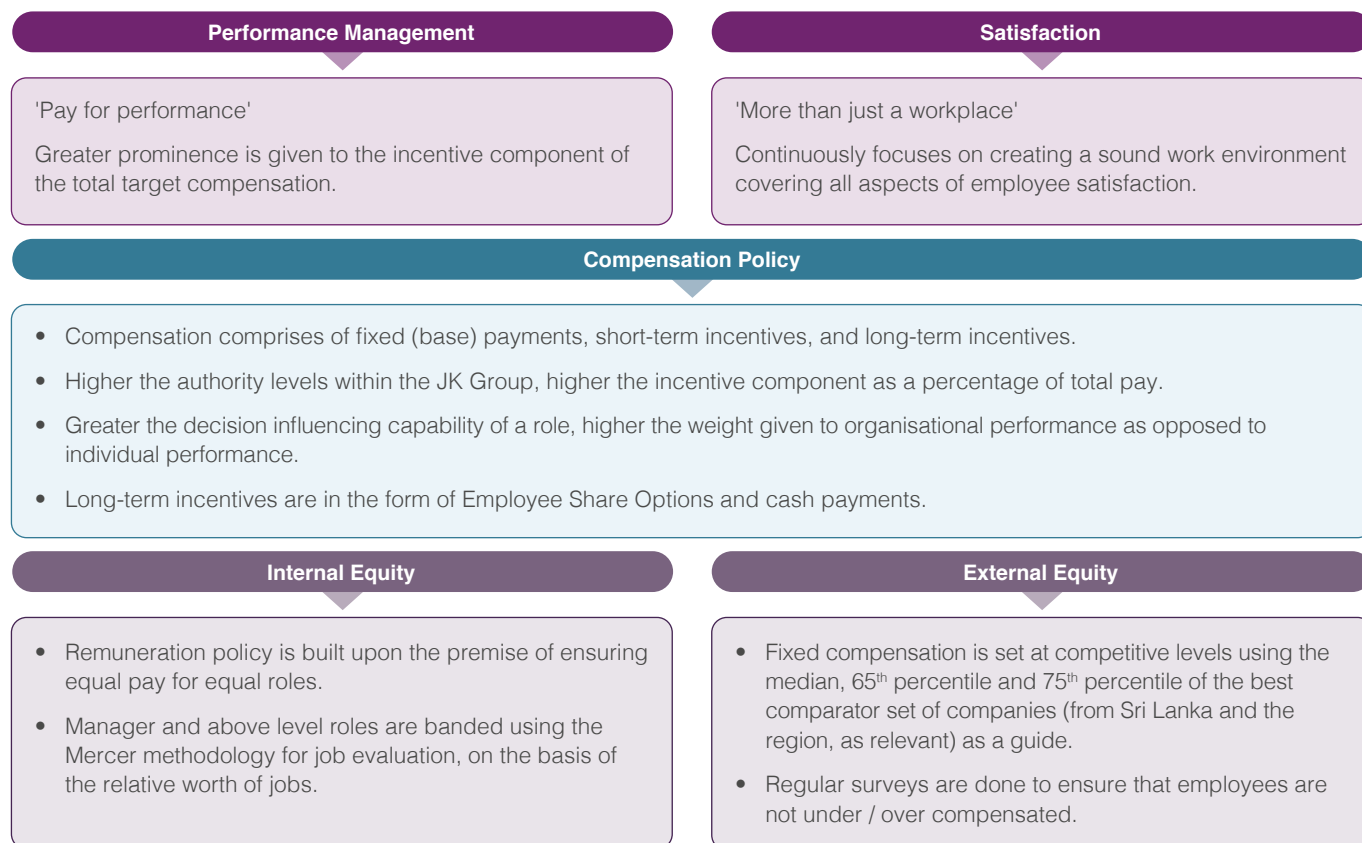 Performance Management
'Pay for performance'
Greater prominence is given to the incentive component of
the total target compensation.
Satisfaction
'More than just a workplace'
Continuously focuses on creating a sound work environment
covering all aspects of employee satisfaction.
Compensation Policy
• Compensation comprises of fixed (base) payments, short-term incentives, and long-term incentives.
• Higher the authority levels within the JK Group, higher the incentive component as a percentage of total pay.
• Greater the decision influencing capability of a role, higher the weight given to organisational performance as opposed to
individual performance.
• Long-term incentives are in the form of Employee Share Options and cash payments.
Internal Equity
• Remuneration policy is built upon the premise of ensuring
equal pay for equal roles.
• Manager and above level roles are banded using the
Mercer methodology for job evaluation, on the basis of
the relative worth of jobs.
External Equity
• Fixed compensation is set at competitive levels using the
median, 65th percentile and 75th percentile of the best
comparator set of companies (from Sri Lanka and the
region, as relevant) as a guide.
• Regular surveys are done to ensure that employees are
not under / over compensated.